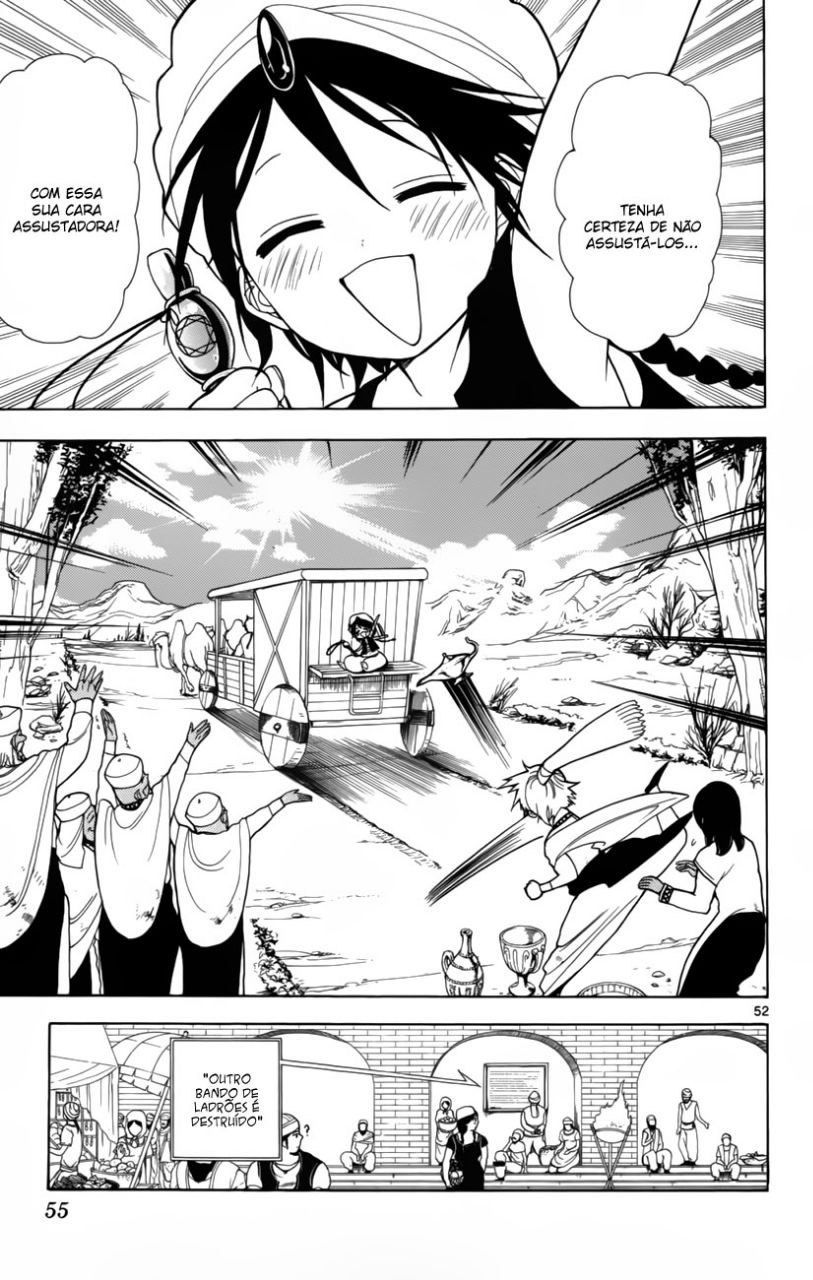 TENHA
CERTEZA DE NÃO
ASSUSTÁ-LOS...
COM ESSA
SUA CARA
ASSUSTADORA!
52
"OUTRO
BANDO DE
LADRÕES É
DESTRUÍDO"
?
55